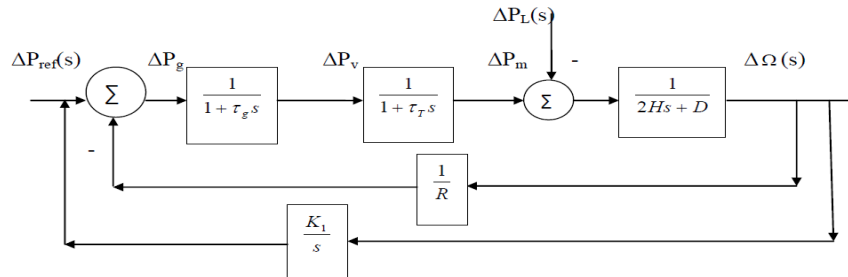 ΔP_L(s)
ΔP_ref(s) ΔP_g ΔP_v ΔP_m - ΔΩ(s)
Σ 1/(1+τ_g s) 1/(1+τ_T s) Σ 1/(2Hs+D)
-
1/R
K_1/s